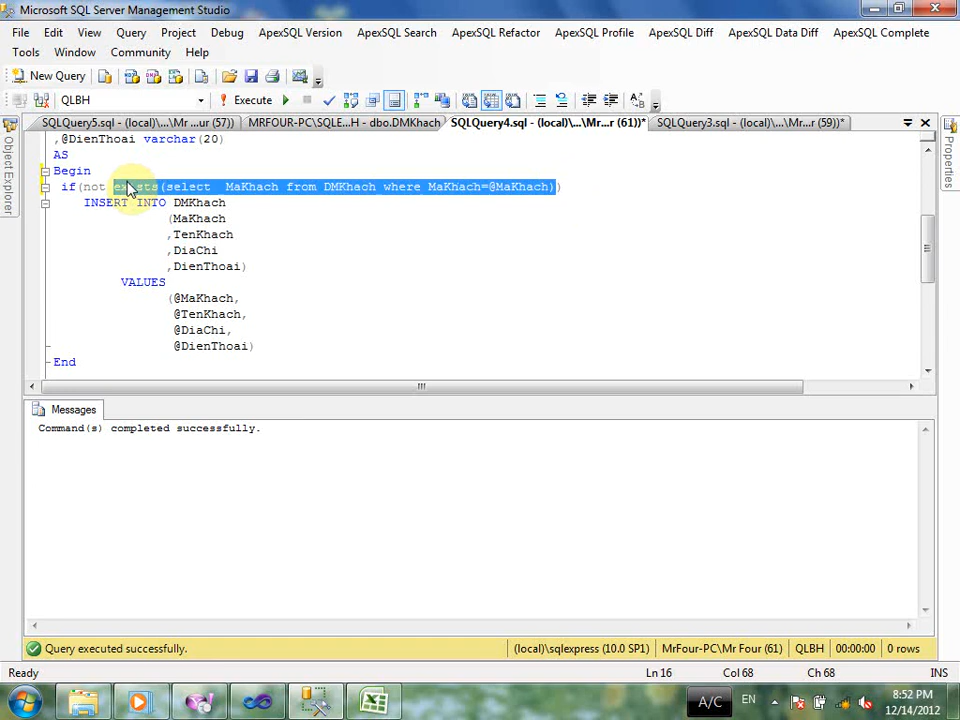 Microsoft SQL Server Management Studio
File Edit View Query Project Debug ApexSQL Version ApexSQL Search ApexSQL Refactor ApexSQL Profile ApexSQL Diff ApexSQL Data Diff ApexSQL Complete
Tools Window Community Help
New Query
QLBH Execute
SQLQuery5.sql - (local)\...\Mr...ur (57)) MRFOUR-PC\SQLE...H - dbo.DMKhach SQLQuery4.sql - (local)\...\Mr...r (61))* SQLQuery3.sql - (local)\...\Mr...r (59))*
Object Explorer
Properties
,@DienThoai varchar(20)
AS
Begin
if(not exists(select MaKhach from DMKhach where MaKhach=@MaKhach))
INSERT INTO DMKhach
(MaKhach
,TenKhach
,DiaChi
,DienThoai)
VALUES
(@MaKhach,
@TenKhach,
@DiaChi,
@DienThoai)
End
Messages
Command(s) completed successfully.
Query executed successfully. (local)\sqlexpress (10.0 SP1) MrFour-PC\Mr Four (61) QLBH 00:00:00 0 rows
Ready Ln 16 Col 68 Ch 68 INS
A/C EN 8:52 PM
12/14/2012